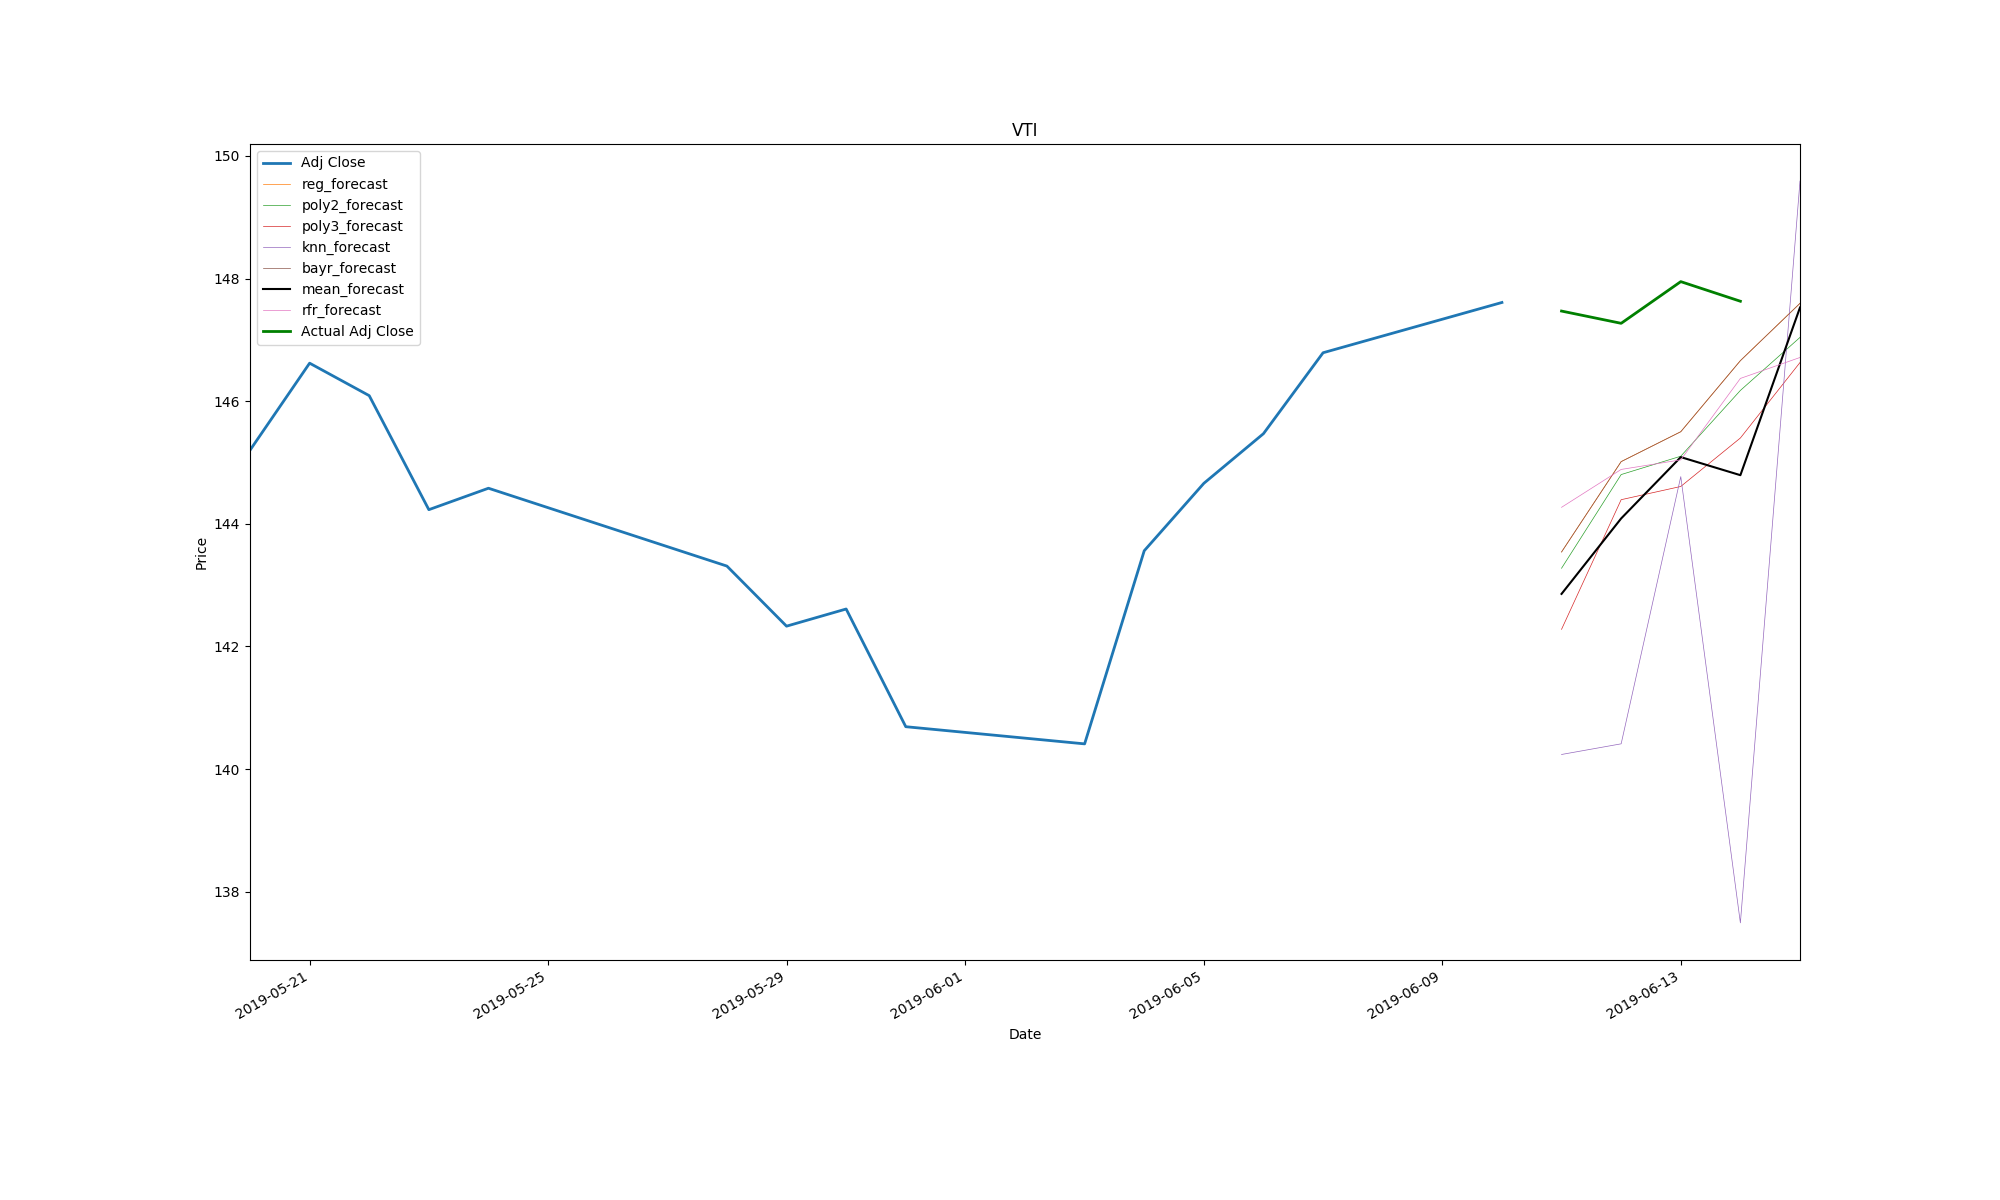 VTI
150
148
146
144
142
140
138
Price
Adj Close
reg_forecast
poly2_forecast
poly3_forecast
knn_forecast
bayr_forecast
mean_forecast
rfr_forecast
Actual Adj Close
2019-05-21
2019-05-25
2019-05-29
2019-06-01
2019-06-05
2019-06-09
2019-06-13
Date